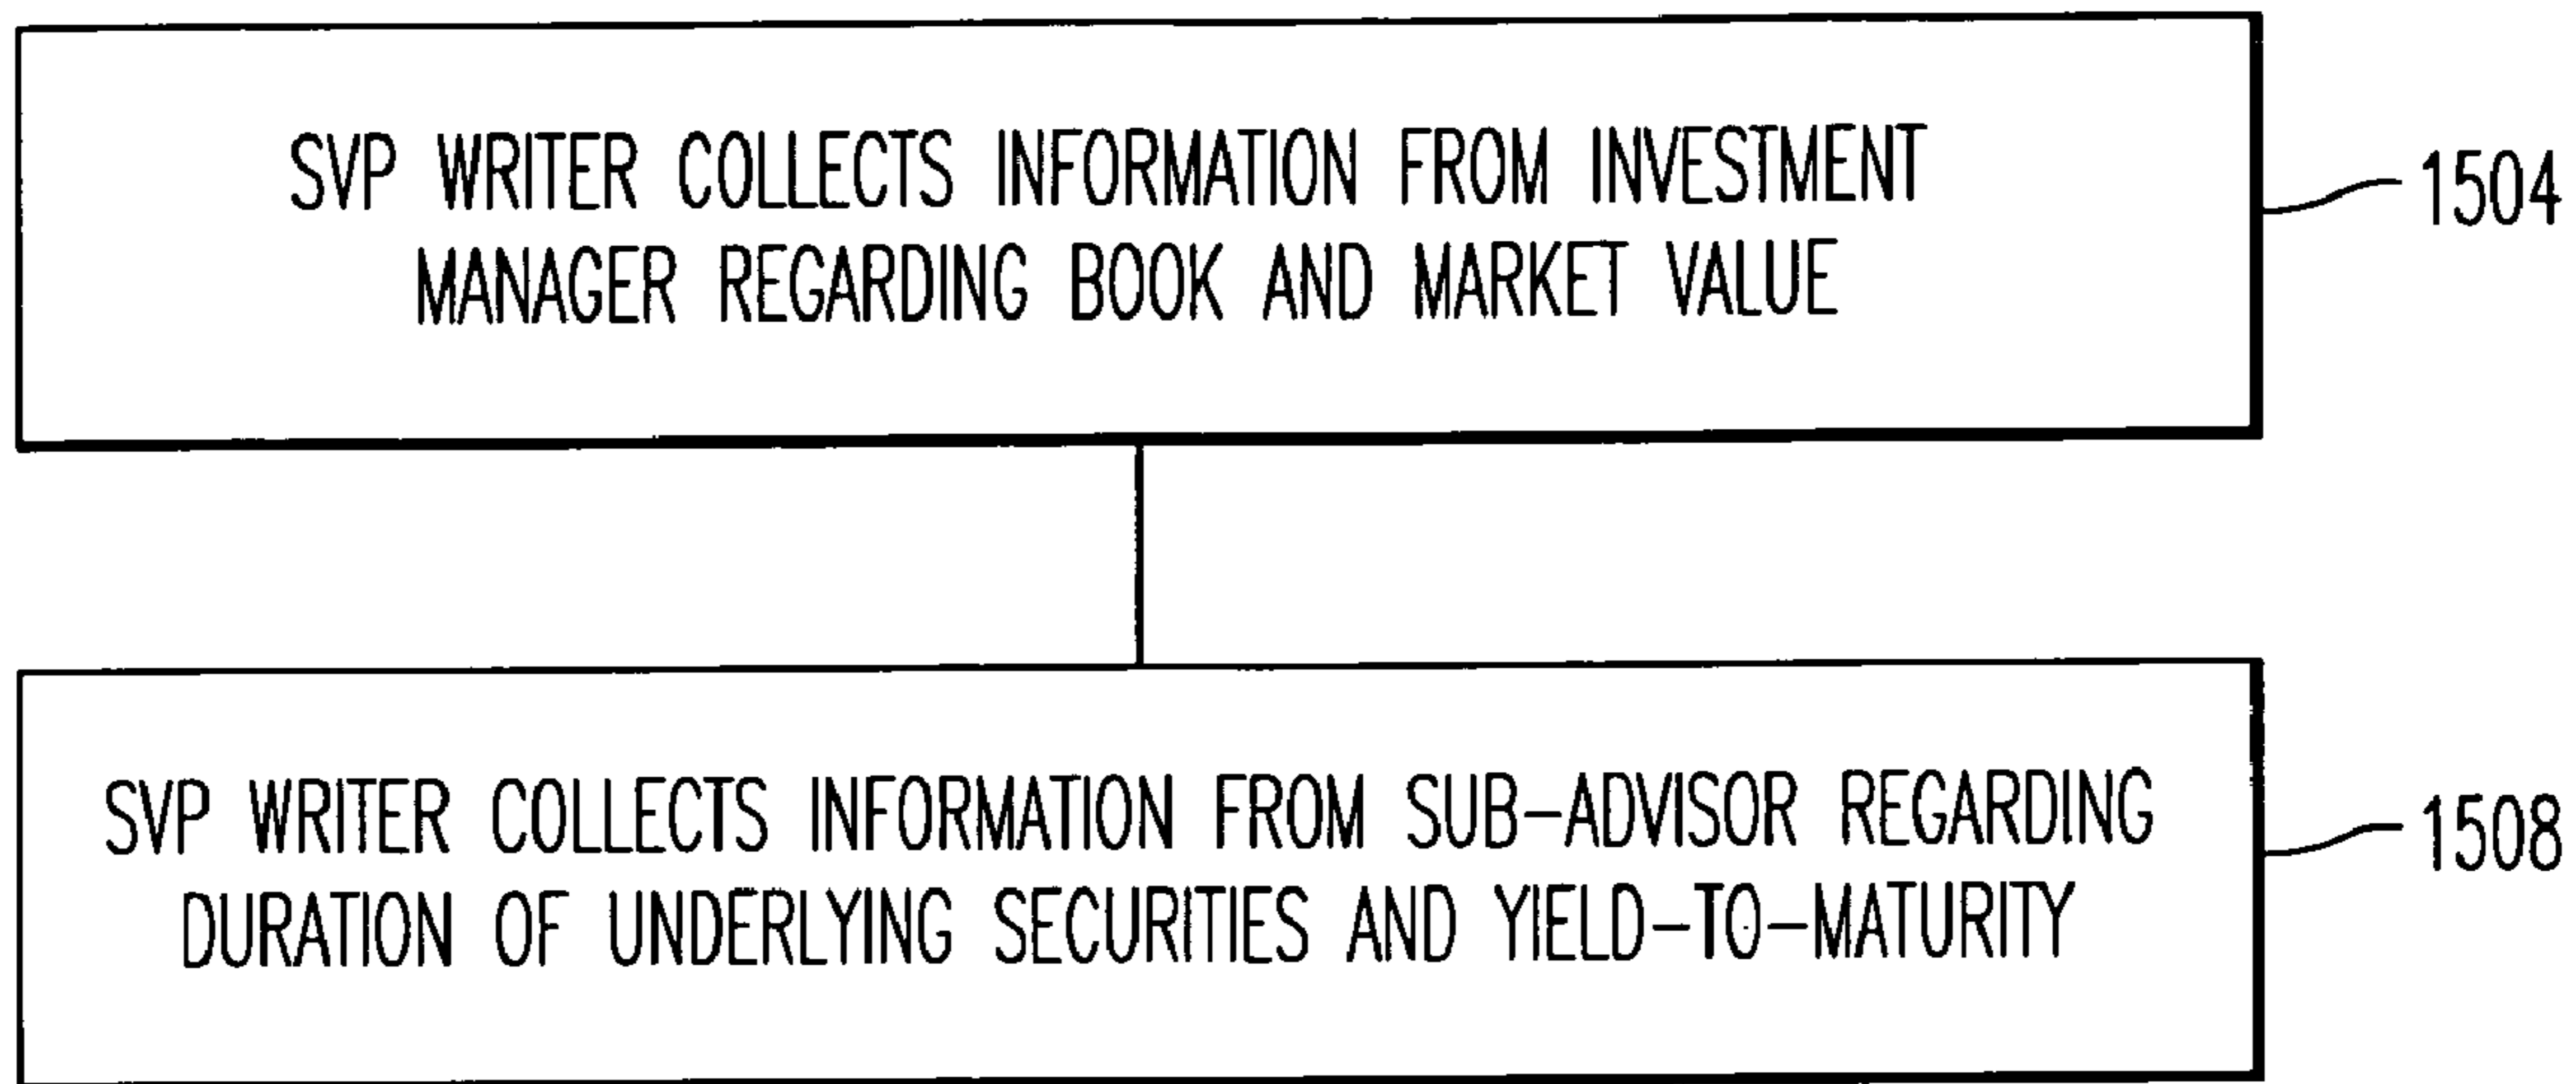 SVP WRITER COLLECTS INFORMATION FROM INVESTMENT
MANAGER REGARDING BOOK AND MARKET VALUE
1504
SVP WRITER COLLECTS INFORMATION FROM SUB-ADVISOR REGARDING
DURATION OF UNDERLYING SECURITIES AND YIELD-TO-MATURITY
1508